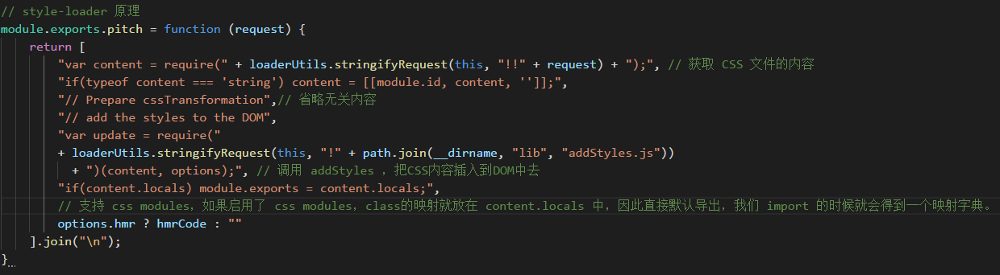 // style-loader 原理
module.exports.pitch = function (request) {
    return [
        "var content = require(" + loaderUtils.stringifyRequest(this, "!!" + request) + ");", // 获取 CSS 文件的内容
        "if(typeof content === 'string') content = [[module.id, content, '']];",
        "// Prepare cssTransformation",// 省略无关内容
        "// add the styles to the DOM",
        "var update = require("
        + loaderUtils.stringifyRequest(this, "!" + path.join(__dirname, "lib", "addStyles.js"))
          + ")(content, options);", // 调用 addStyles ，把CSS内容插入到DOM中去
        "if(content.locals) module.exports = content.locals;",
        // 支持 css modules，如果启用了 css modules，class的映射就放在 content.locals 中，因此直接默认导出，我们 import 的时候就会得到一个映射字典。
        options.hmr ? hmrCode : ""
    ].join("\n");
}